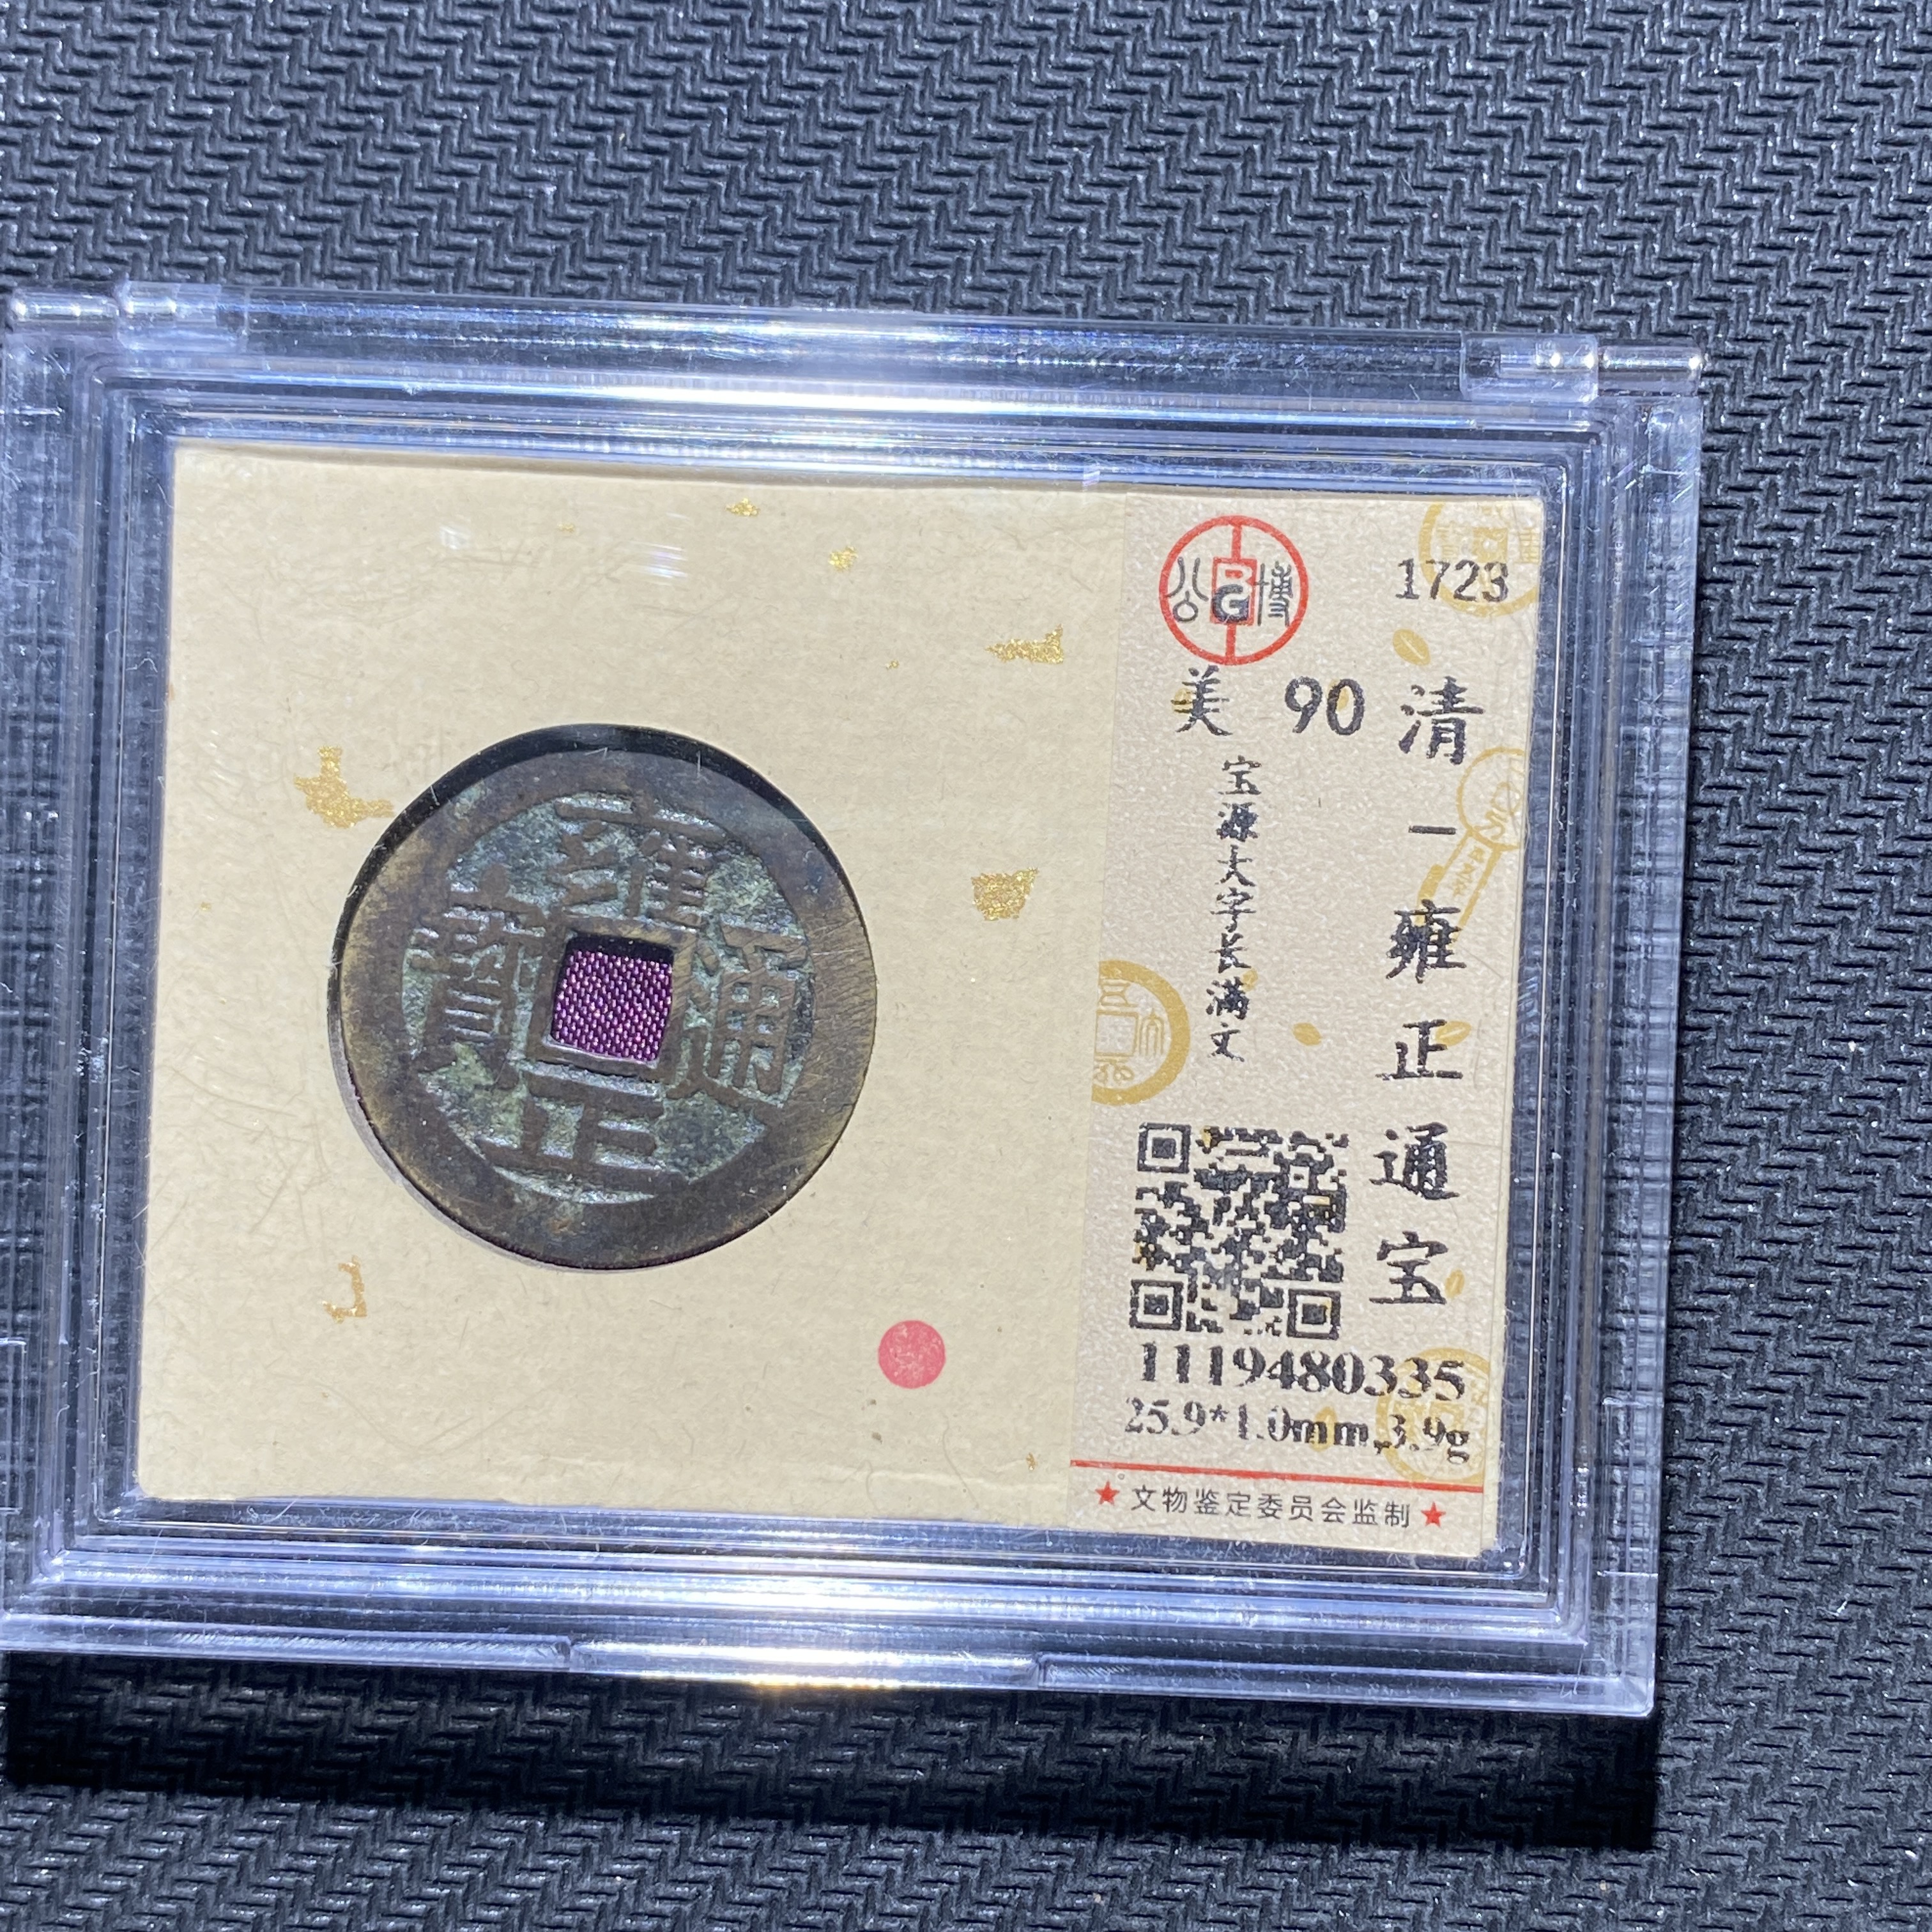 雍正通寶
公博
1723
美 90
清-雍正通宝
宝源大字长满文
1119480335
25.9*1.0mm,3.9g
★文物鉴定委员会监制★